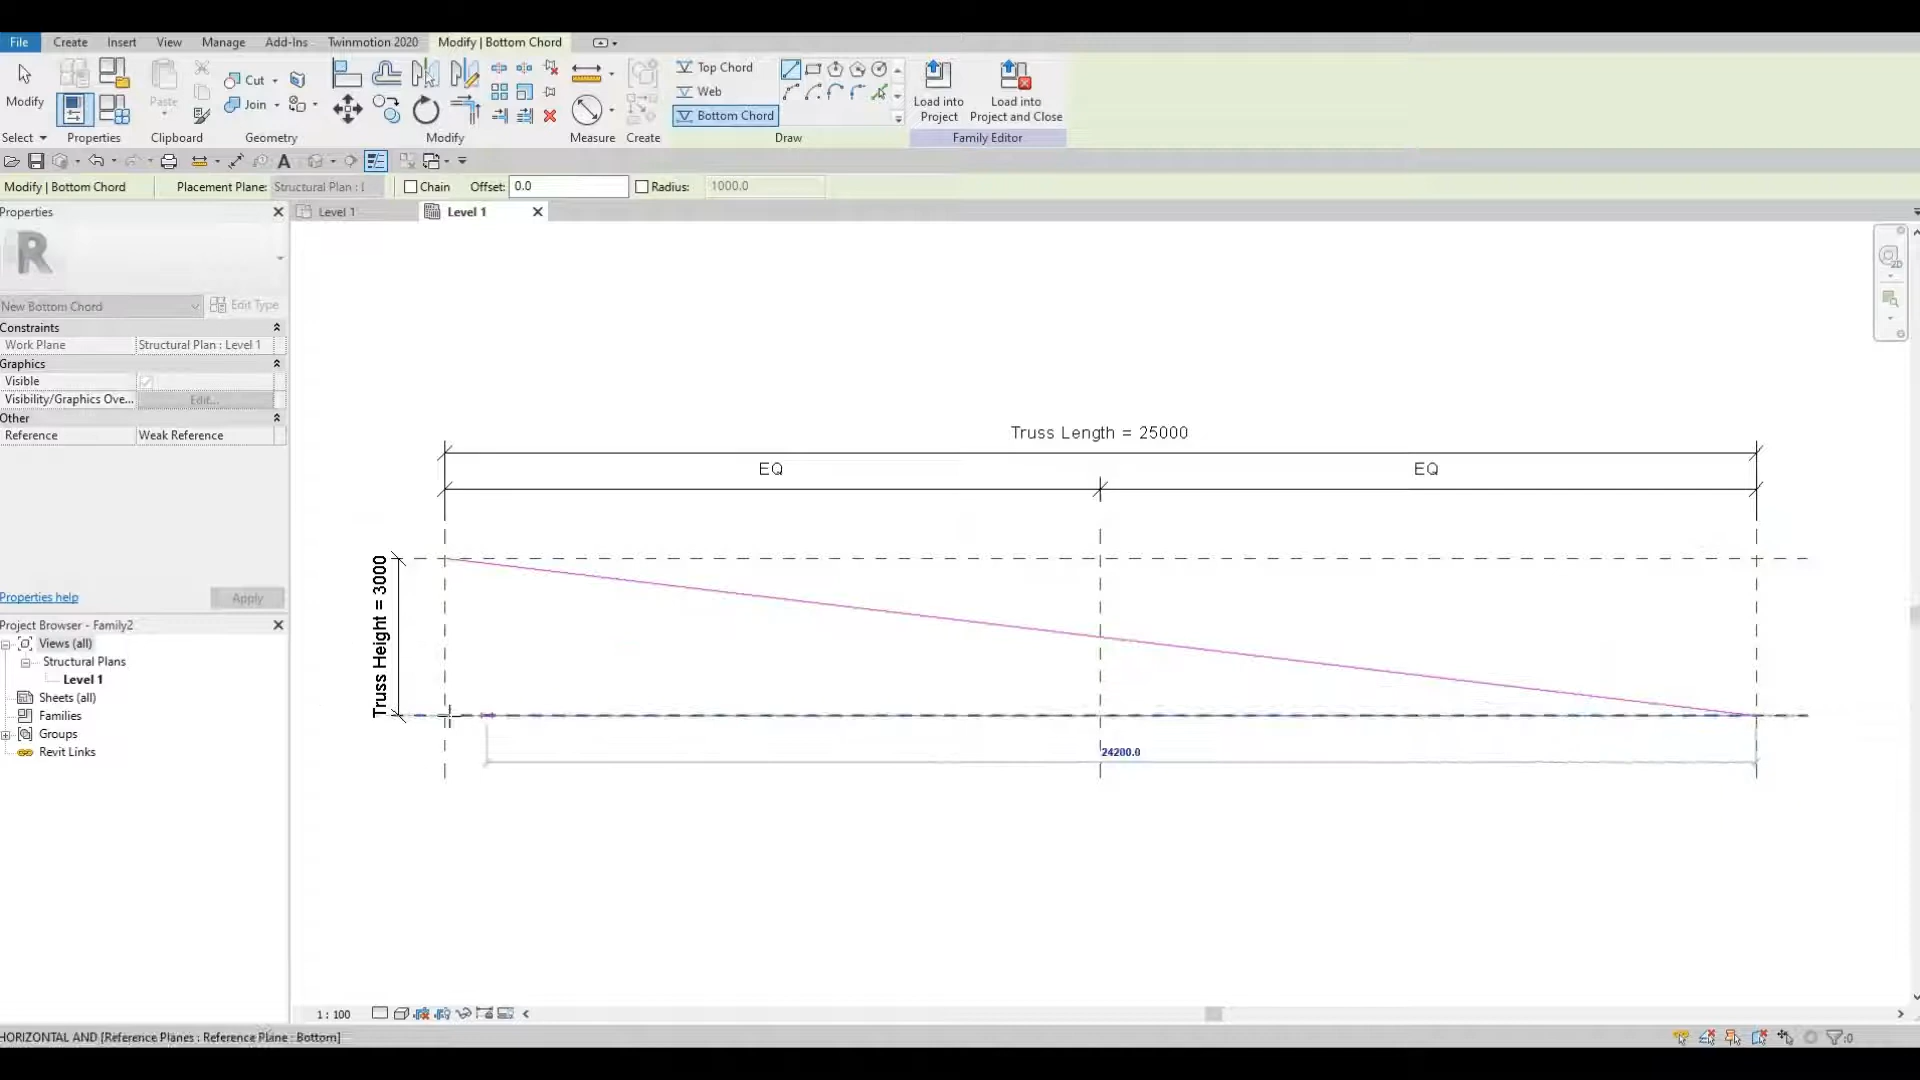 File Create Insert View Manage Add-Ins Twinmotion 2020 Modify | Bottom Chord
Cut
Top Chord
Web
Modify
Paste
Join
Load into
Project
Load into
Project and Close
Bottom Chord
Select Properties Clipboard Geometry Modify Measure Create Draw Family Editor
A
Modify | Bottom Chord Placement Plane: Structural Plan : l Chain Offset: 0.0 Radius: 1000.0
Properties
Level 1
Level 1
R
New Bottom Chord Edit Type
Constraints
Work Plane Structural Plan : Level 1
Graphics
Visible
Visibility/Graphics Ove... Edit...
Other
Reference Weak Reference
Properties help Apply
Project Browser - Family2
Views (all)
Structural Plans
Level 1
Sheets (all)
Families
Groups
Revit Links
Truss Length = 25000
EQ EQ
Truss Height = 3000
24200.0
2D
1 : 100
HORIZONTAL AND [Reference Planes : Reference Plane : Bottom]
:0